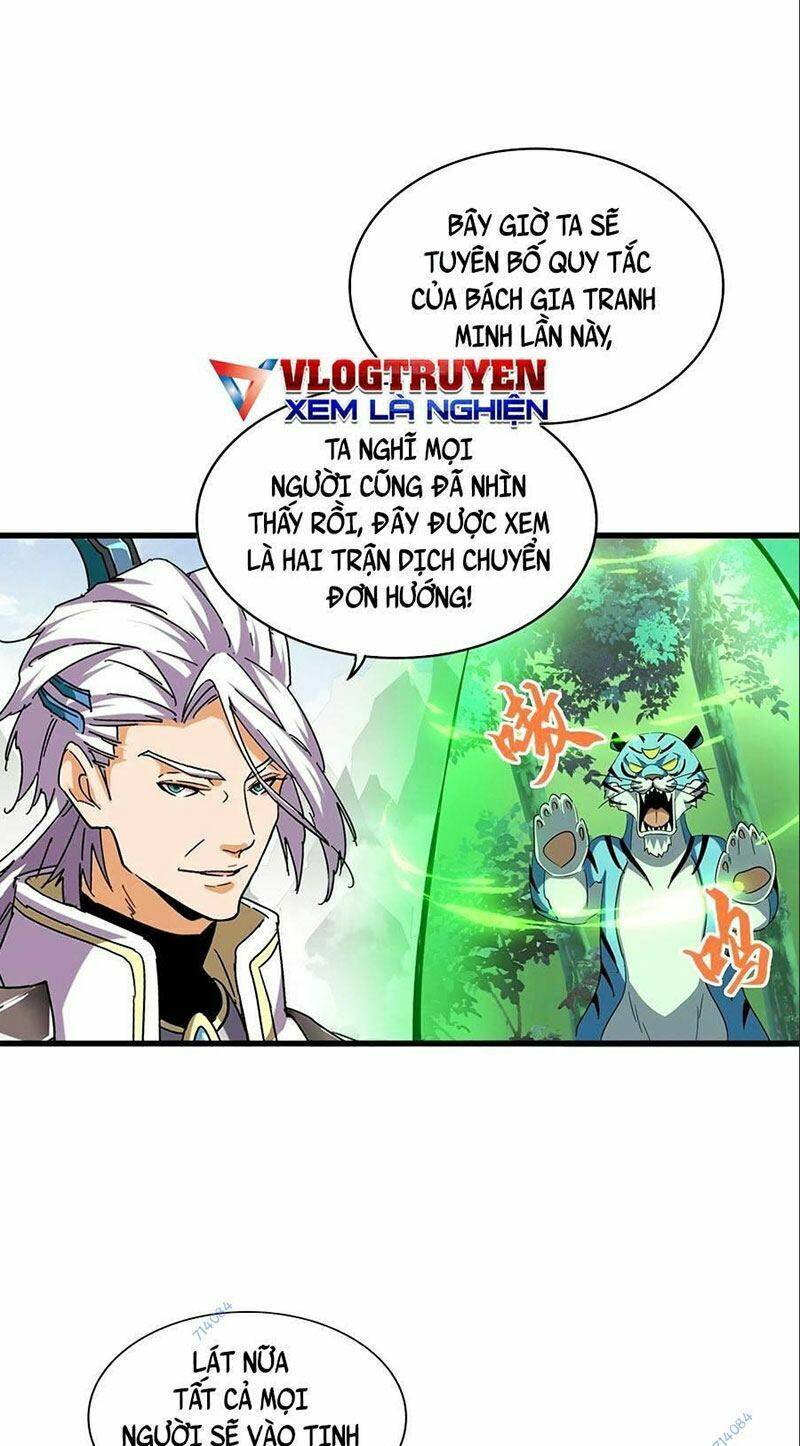 BÂY GIỜ TA SẼ
TUYÊN BỐ QUY TẮC
CỦA BÁCH GIA TRANH
MINH LẦN NÀY,
VLOGTRUYEN
XEM LÀ NGHIỆN
TA NGHĨ MỌI
NGƯỜI CŨNG ĐÃ NHÌN
THẤY RỒI, ĐÂY ĐƯỢC XEM
LÀ HAI TRẬN DỊCH CHUYỂN
ĐƠN HƯỚNG!
嗷
呜
714084
LÁT NỮA
TẤT CẢ MỌI
NGƯỜI SẼ VÀO TINH
714084